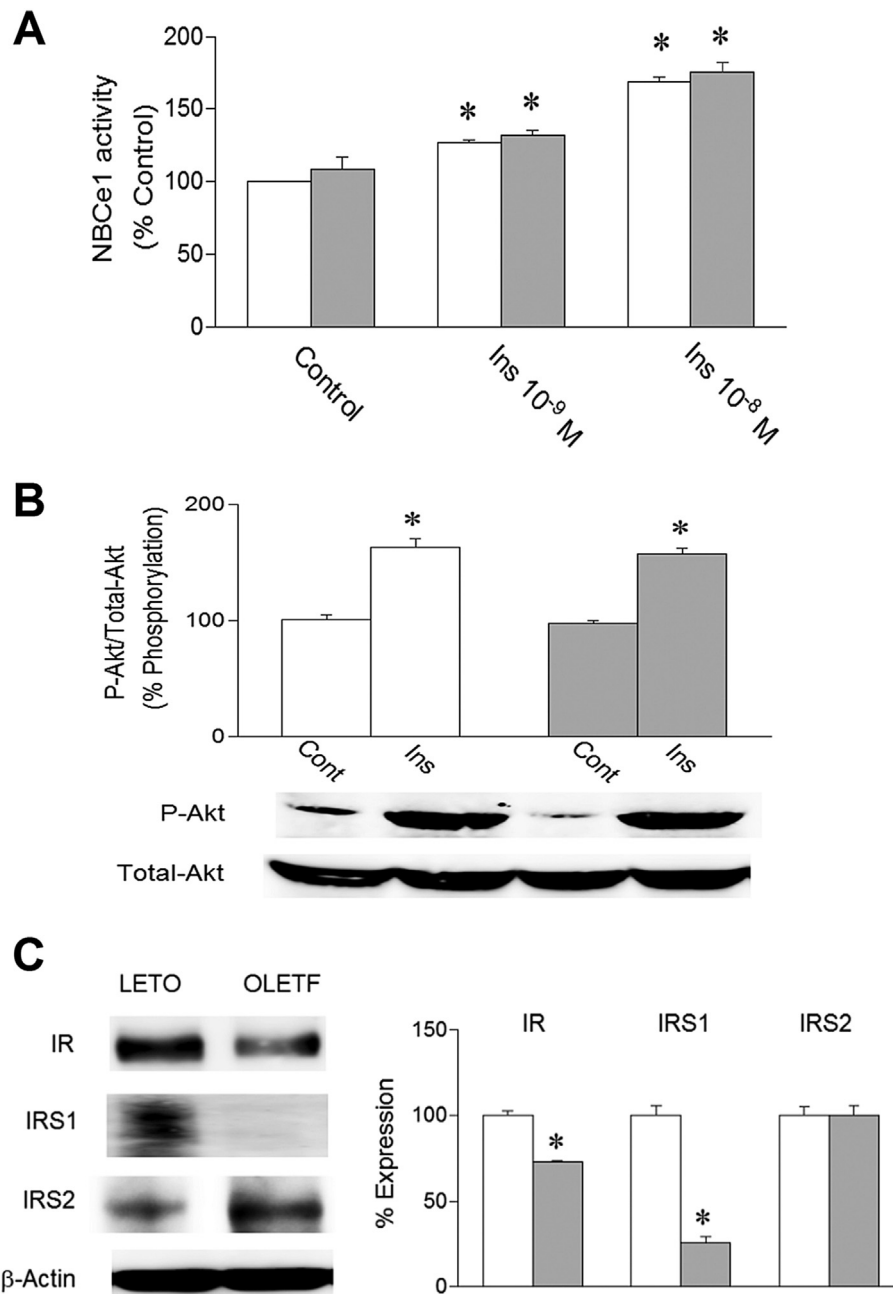 A
NBCe1 activity
(% Control)
200
150
100
50
0
* * * *
Control
Ins 10⁻⁹ M
Ins 10⁻⁸ M
B
P-Akt/Total-Akt
(% Phosphorylation)
200
100
0
* *
Cont Ins Cont Ins
P-Akt
Total-Akt
C
LETO OLETF
IR
IRS1
IRS2
β-Actin
% Expression
150
100
50
0
IR IRS1 IRS2
* *